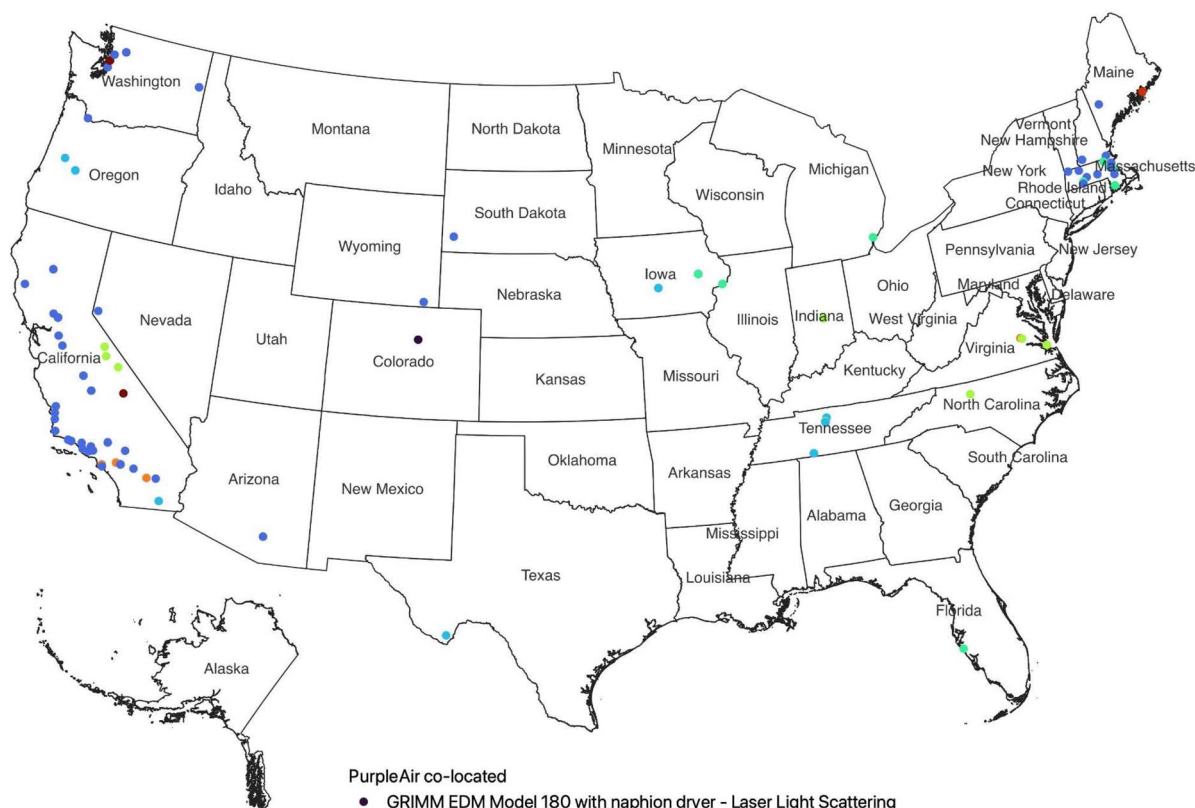 Washington
Maine
Montana
North Dakota
Minnesota
Vermont
New Hampshire
Oregon
Idaho
Michigan
New York
Massachusetts
Rhode Island
Connecticut
South Dakota
Wisconsin
Wyoming
Pennsylvania
New Jersey
Iowa
Nebraska
Ohio
Maryland
Delaware
Nevada
Illinois
Indiana
West Virginia
Utah
California
Colorado
Virginia
Kansas
Missouri
Kentucky
North Carolina
Tennessee
Oklahoma
South Carolina
Arkansas
Arizona
New Mexico
Georgia
Alabama
Mississippi
Texas
Louisiana
Florida
Alaska
PurpleAir co-located
GRIMM EDM Model 180 with naphion dryer - Laser Light Scattering